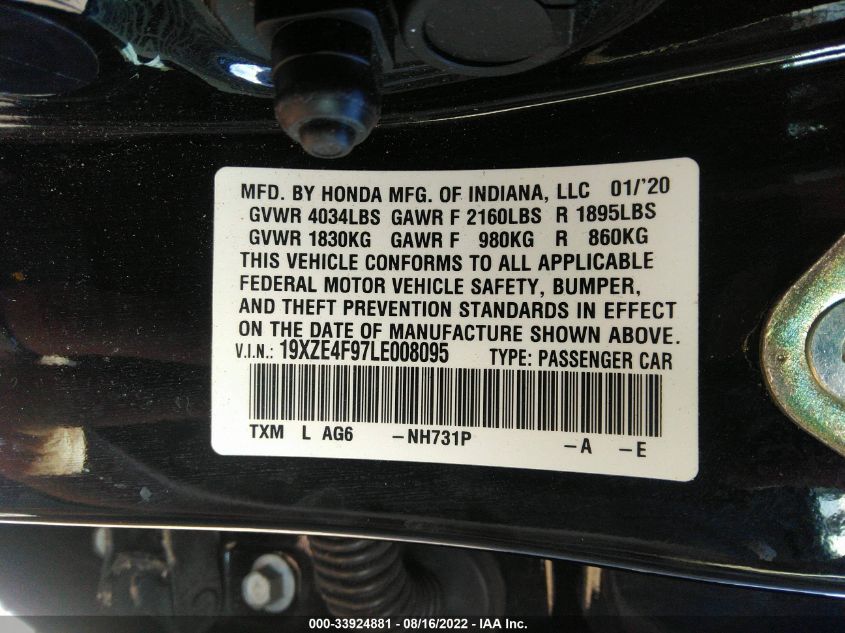 MFD. BY HONDA MFG. OF INDIANA, LLC 01/'20
GVWR 4034LBS GAWR F 2160LBS R 1895LBS
GVWR 1830KG GAWR F 980KG R 860KG
THIS VEHICLE CONFORMS TO ALL APPLICABLE
FEDERAL MOTOR VEHICLE SAFETY, BUMPER,
AND THEFT PREVENTION STANDARDS IN EFFECT
ON THE DATE OF MANUFACTURE SHOWN ABOVE.
V.I.N.: 19XZE4F97LE008095 TYPE: PASSENGER CAR
TXM L AG6 -NH731P -A -E
000-33924881 - 08/16/2022 - IAA Inc.